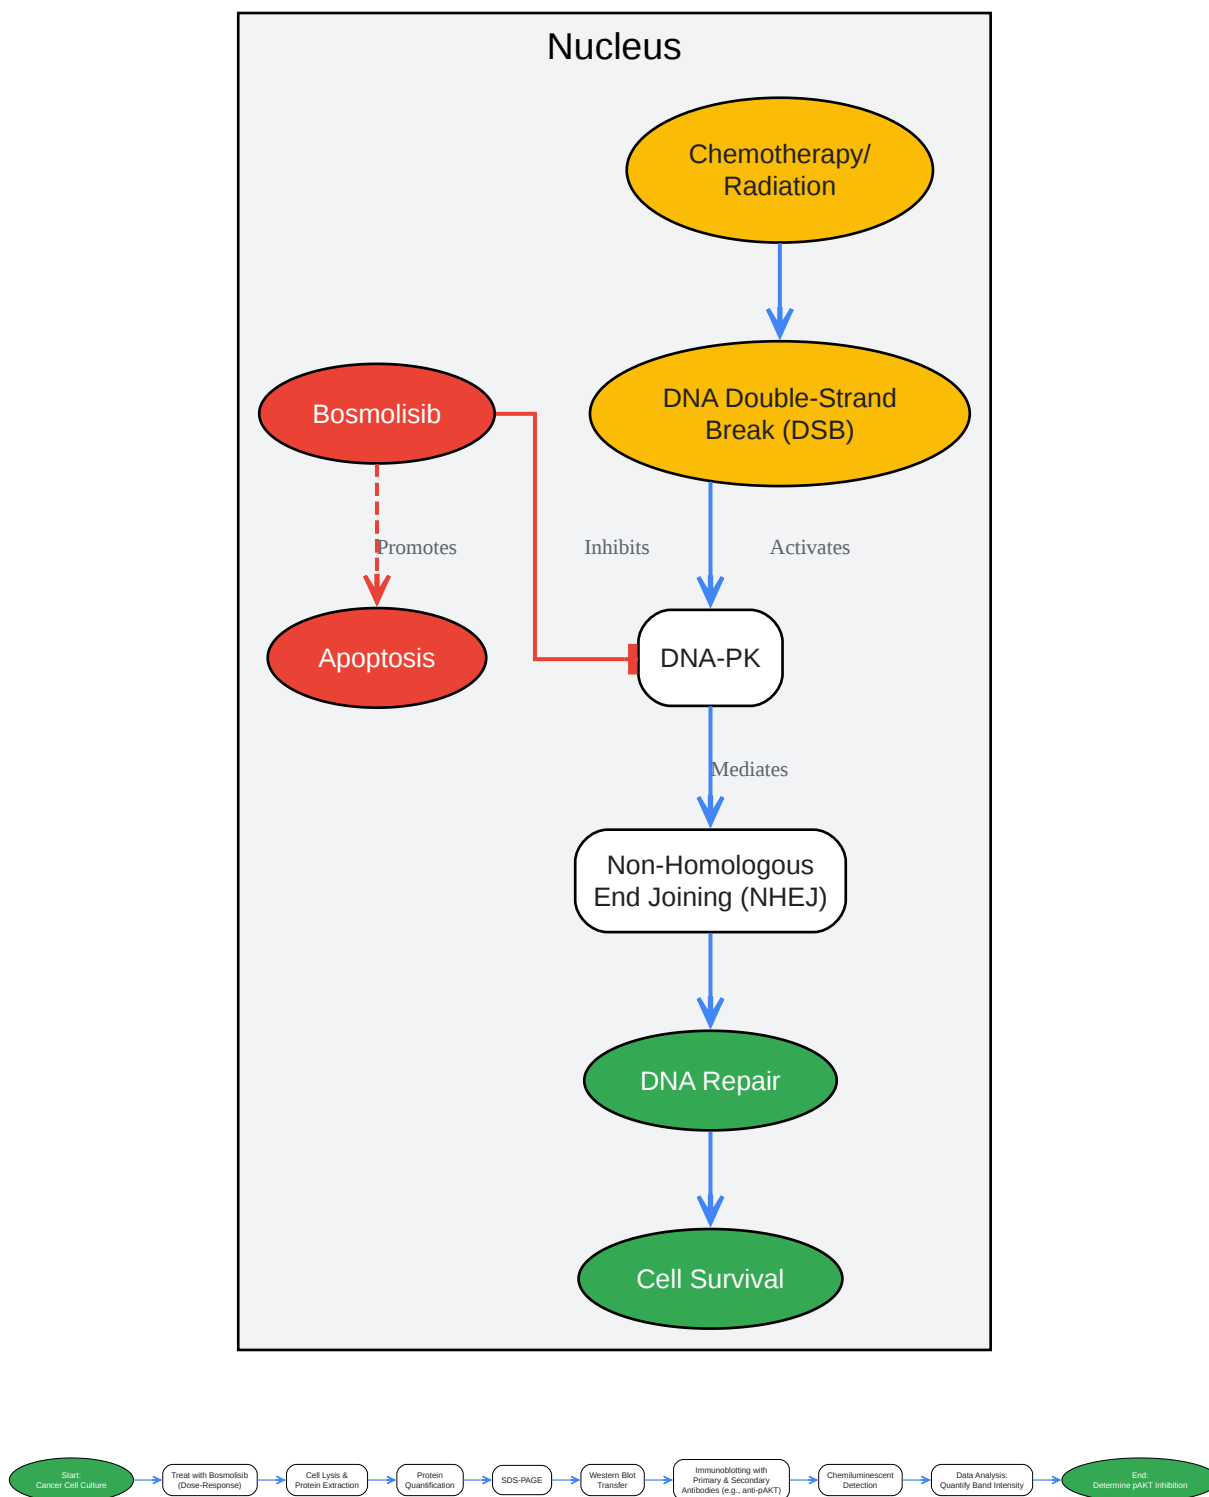 Nucleus
Chemotherapy/
Radiation
DNA Double-Strand
Break (DSB)
Bosmolisib
Promotes
Inhibits
Activates
Apoptosis
DNA-PK
Mediates
Non-Homologous
End Joining (NHEJ)
DNA Repair
Cell Survival
Start:
Cancer Cell Culture
Treat with Bosmolisib
(Dose-Response)
Cell Lysis &
Protein Extraction
Protein
Quantification
SDS-PAGE
Western Blot
Transfer
Immunoblotting with
Primary & Secondary
Antibodies (e.g., anti-pAKT)
Chemiluminescent
Detection
Data Analysis:
Quantify Band Intensity
End:
Determine pAKT Inhibition